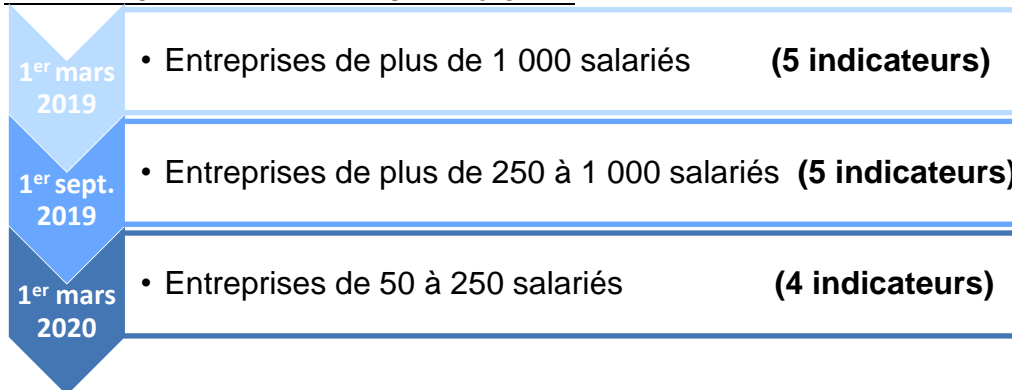 1er mars
2019
• Entreprises de plus de 1 000 salariés (5 indicateurs)
1er sept.
2019
• Entreprises de plus de 250 à 1 000 salariés (5 indicateurs)
1er mars
2020
• Entreprises de 50 à 250 salariés (4 indicateurs)